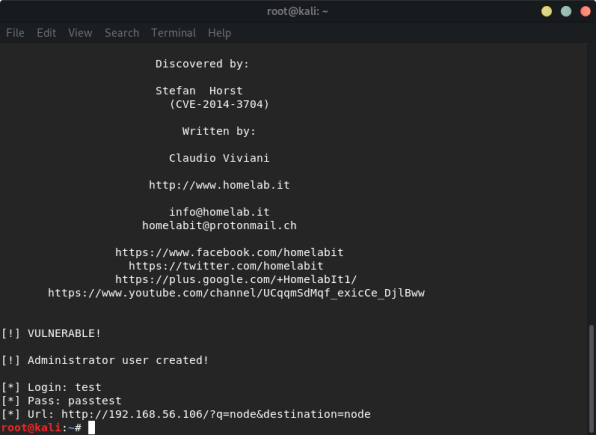 root@kali: ~
File Edit View Search Terminal Help
Discovered by:
Stefan Horst
(CVE-2014-3704)
Written by:
Claudio Viviani
http://www.homelab.it
info@homelab.it
homelabit@protonmail.ch
https://www.facebook.com/homelabit
https://twitter.com/homelabit
https://plus.google.com/+HomelabIt1/
https://www.youtube.com/channel/UCqqmSdMqf_exicCe_DjlBww
[!] VULNERABLE!
[!] Administrator user created!
[*] Login: test
[*] Pass: passtest
[*] Url: http://192.168.56.106/?q=node&destination=node
root@kali:~#